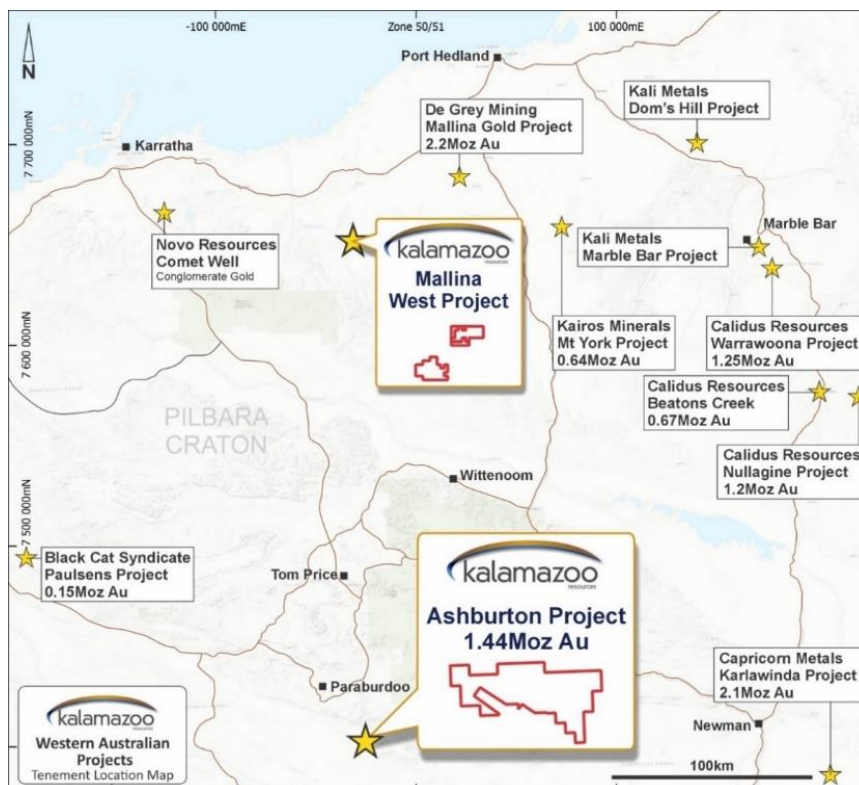 -100 000mE
Zone 50/51
100 000mE
N
Port Hedland
Kali Metals
Dom's Hill Project
De Grey Mining
Mallina Gold Project
2.2Moz Au
7 700 000mN
Karratha
Marble Bar
Novo Resources
Comet Well
Conglomerate Gold
kalamazoo
resources
Mallina
West Project
Kali Metals
Marble Bar Project
Kairos Minerals
Mt York Project
0.64Moz Au
Calidus Resources
Warrawoona Project
1.25Moz Au
7 600 000mN
Calidus Resources
Beatons Creek
0.67Moz Au
PILBARA
CRATON
Calidus Resources
Nullagine Project
1.2Moz Au
Wittenoom
7 500 000mN
Black Cat Syndicate
Paulsens Project
0.15Moz Au
Tom Price
kalamazoo
resources
Ashburton Project
1.44Moz Au
Capricorn Metals
Karlawinda Project
2.1Moz Au
Paraburdoo
Newman
kalamazoo
resources
Western Australian
Projects
Tenement Location Map
100km